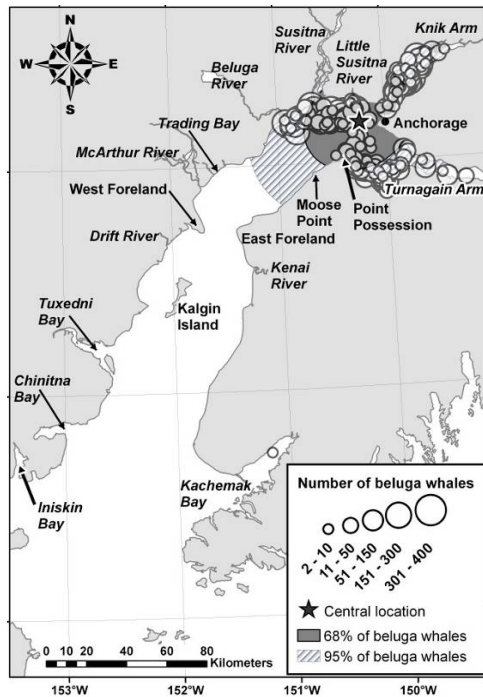 N
W
E
S
Susitna
River
Little
Susitna
River
Knik Arm
Beluga
River
Anchorage
Trading Bay
McArthur River
Turnagain Arm
West Foreland
Moose
Point
Point
Possession
East Foreland
Drift River
Kenai
River
Tuxedni
Bay
Kalgin
Island
Chinitna
Bay
Iniskin
Bay
Kachemak
Bay
Number of beluga whales
2 - 10
11 - 50
51 - 150
151 - 300
301 - 400
Central location
68% of beluga whales
95% of beluga whales
0 10 20 40 60 80
Kilometers
153°W
152°W
151°W
150°W